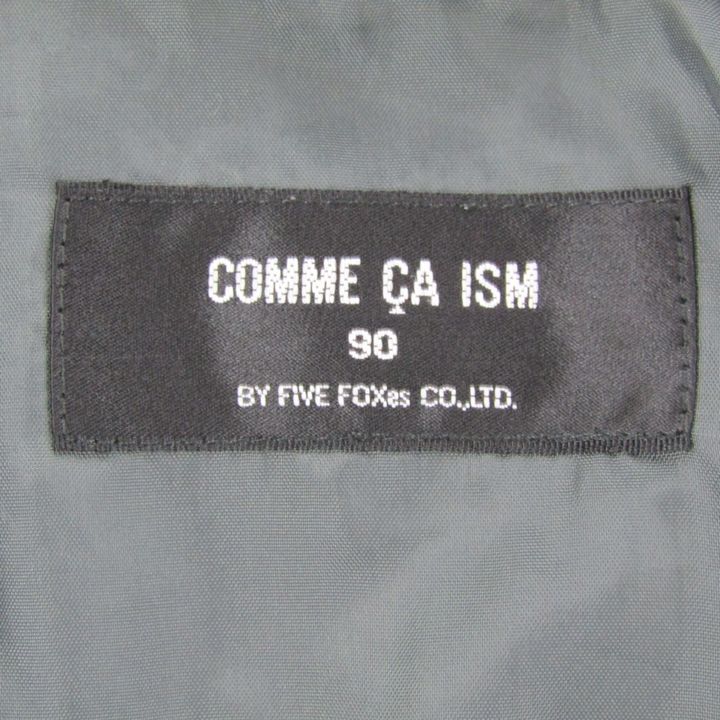 COMME ÇA ISM
90
BY FIVE FOXes CO.,LTD.